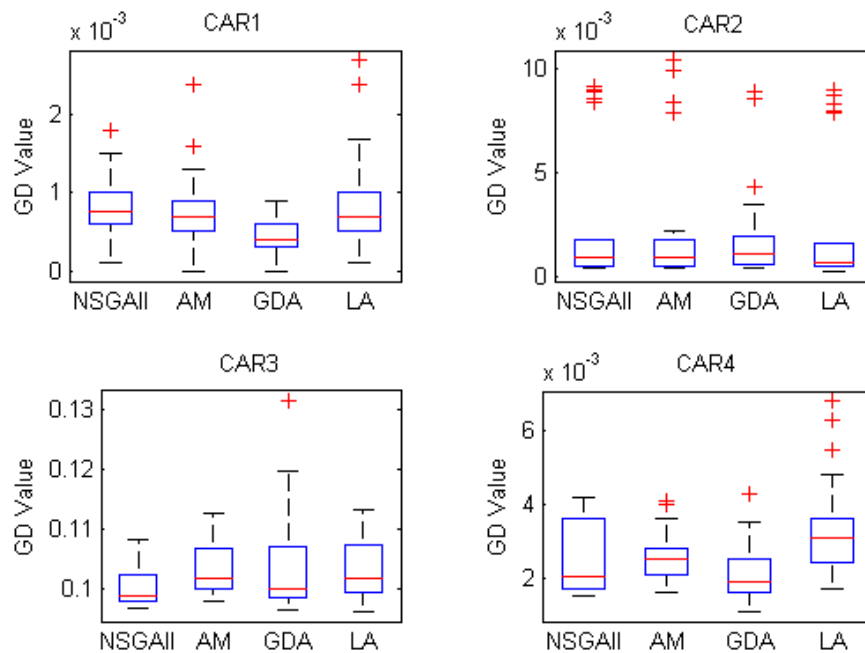 x 10^-3
CAR1
GD Value
2
1
0
NSGAII
AM
GDA
LA
x 10^-3
CAR2
GD Value
10
5
0
NSGAII
AM
GDA
LA
CAR3
GD Value
0.13
0.12
0.11
0.1
NSGAII
AM
GDA
LA
x 10^-3
CAR4
GD Value
6
4
2
NSGAII
AM
GDA
LA